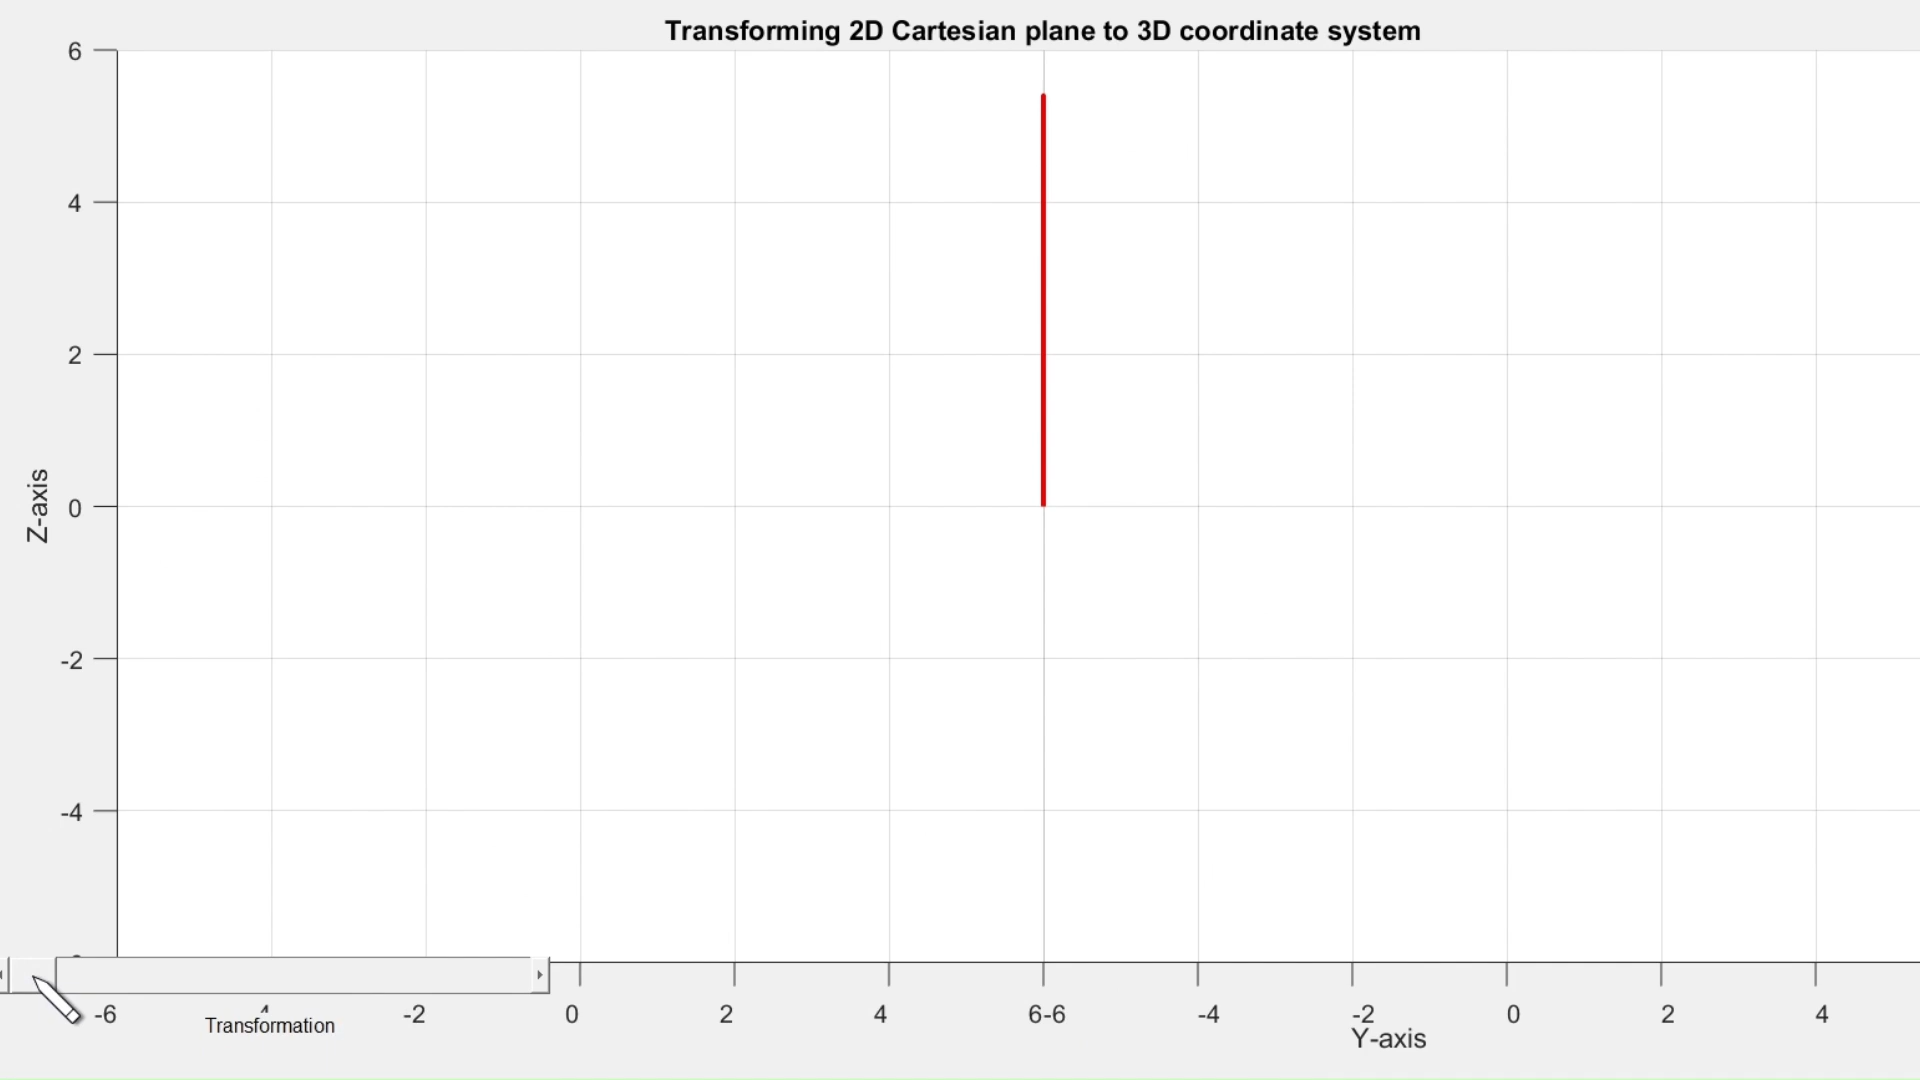 Transforming 2D Cartesian plane to 3D coordinate system
6
4
2
0
-2
-4
Z-axis
-6 -2 0 2 4 6-6 -4 -2 0 2 4
Transformation
Y-axis